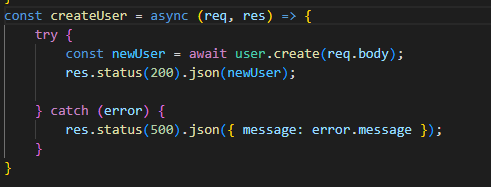 const createUser = async (req, res) => {
    try {
        const newUser = await user.create(req.body);
        res.status(200).json(newUser);
    } catch (error) {
        res.status(500).json({ message: error.message });
    }
}